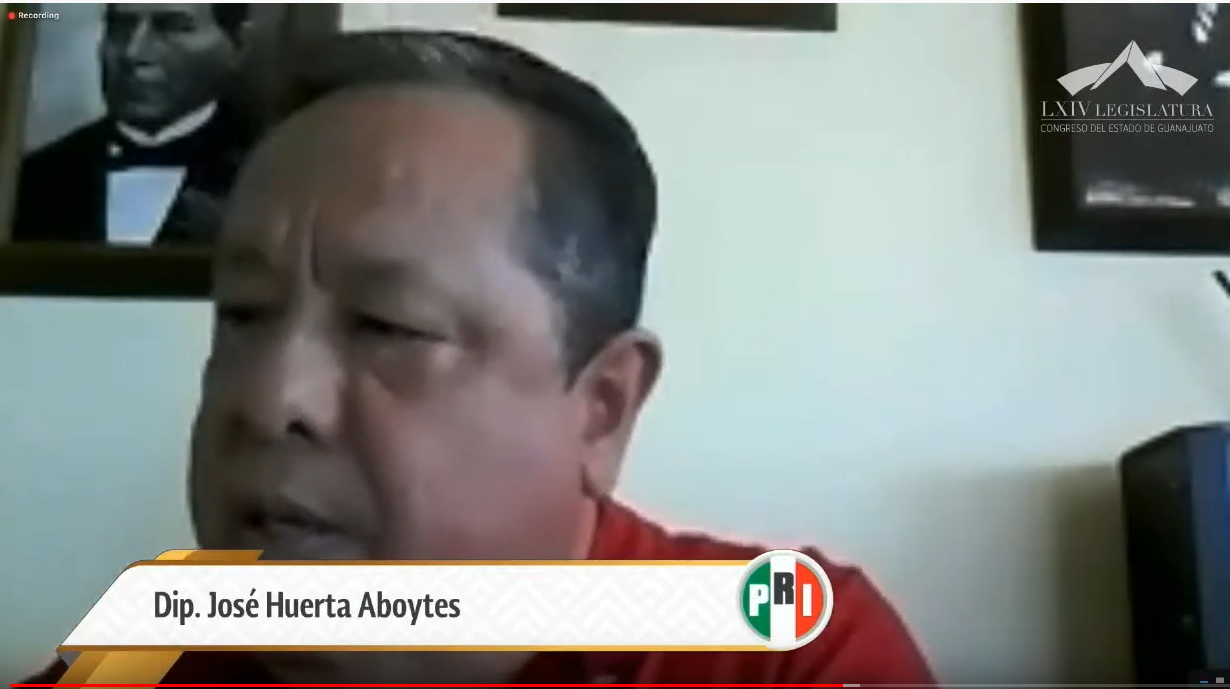 Recording
LXIV LEGISLATURA
CONGRESO DEL ESTADO DE GUANAJUATO
Dip. José Huerta Aboytes
PRI